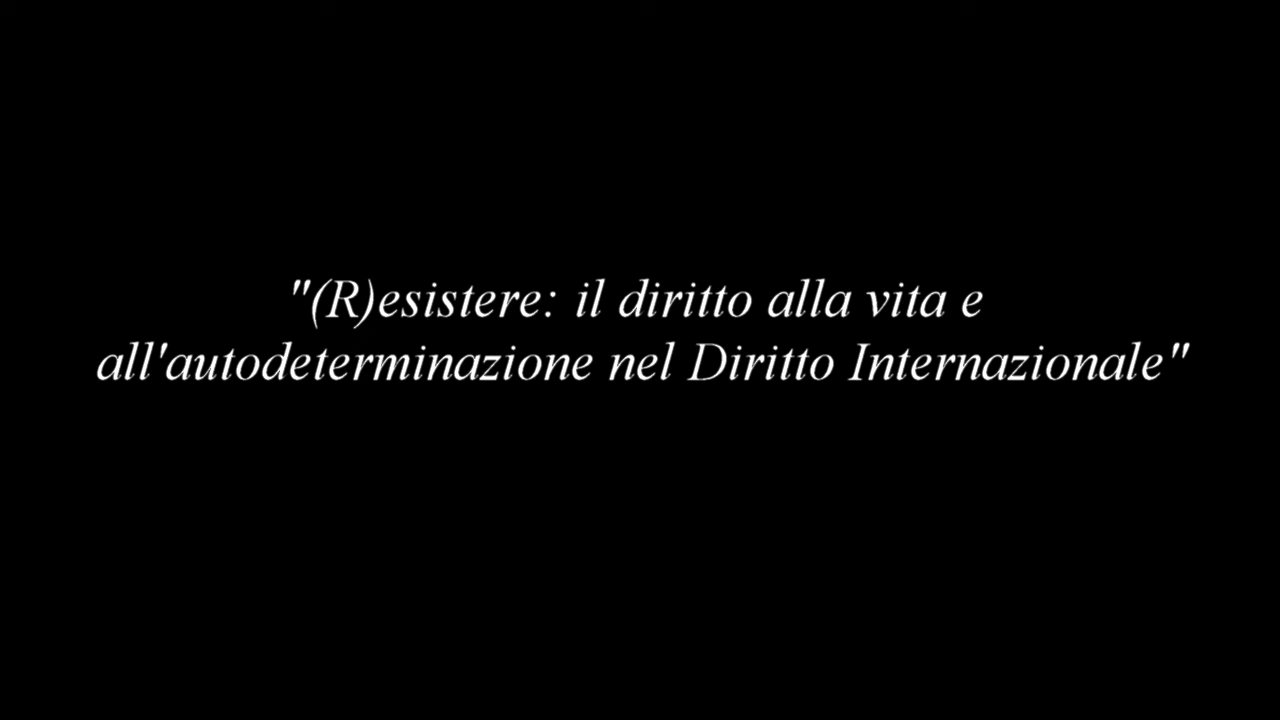 "(R)esistere: il diritto alla vita e
all'autodeterminazione nel Diritto Internazionale"